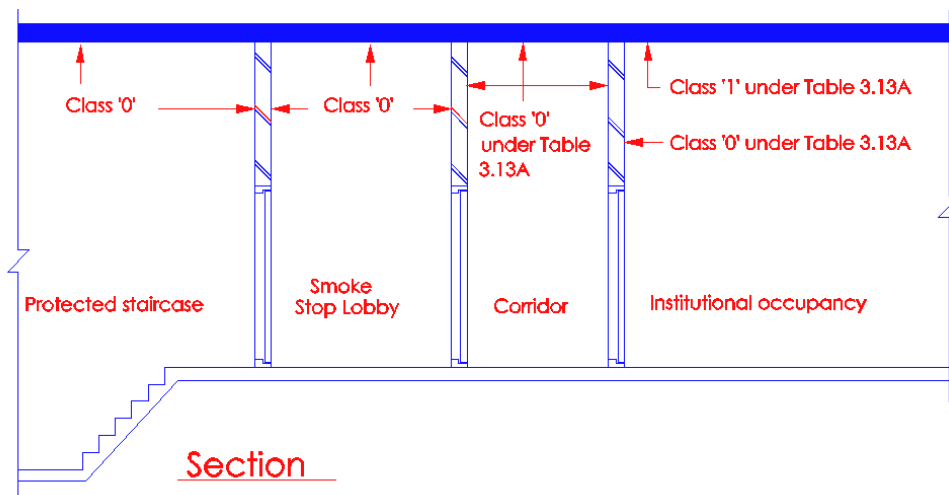 Class '0'
Class '0'
Class '0'
under Table
3.13A
Class '1' under Table 3.13A
Class '0' under Table 3.13A
Protected staircase
Smoke
Stop Lobby
Corridor
Institutional occupancy
Section